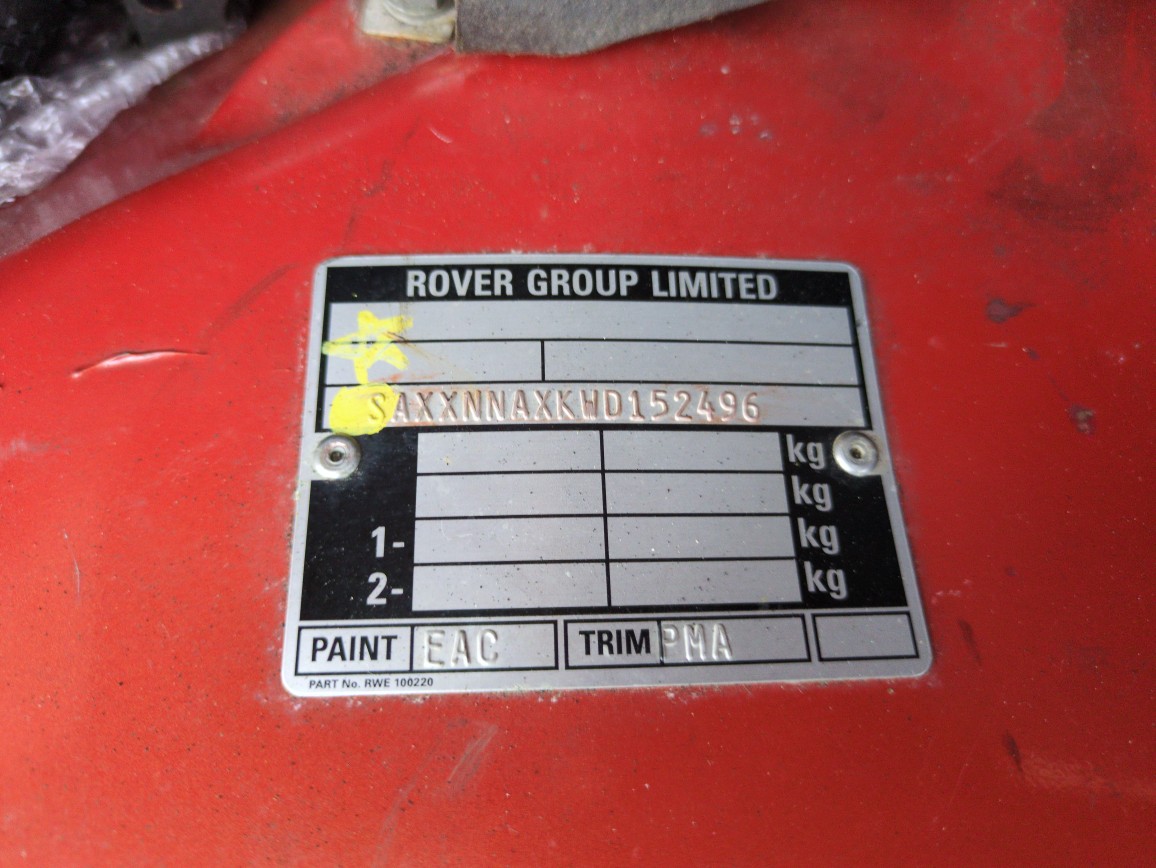 ROVER GROUP LIMITED
SAXXNNAXKWD152496
kg
kg
1- kg
2- kg
PAINT EAC TRIM PMA
PART No. RWE 100220